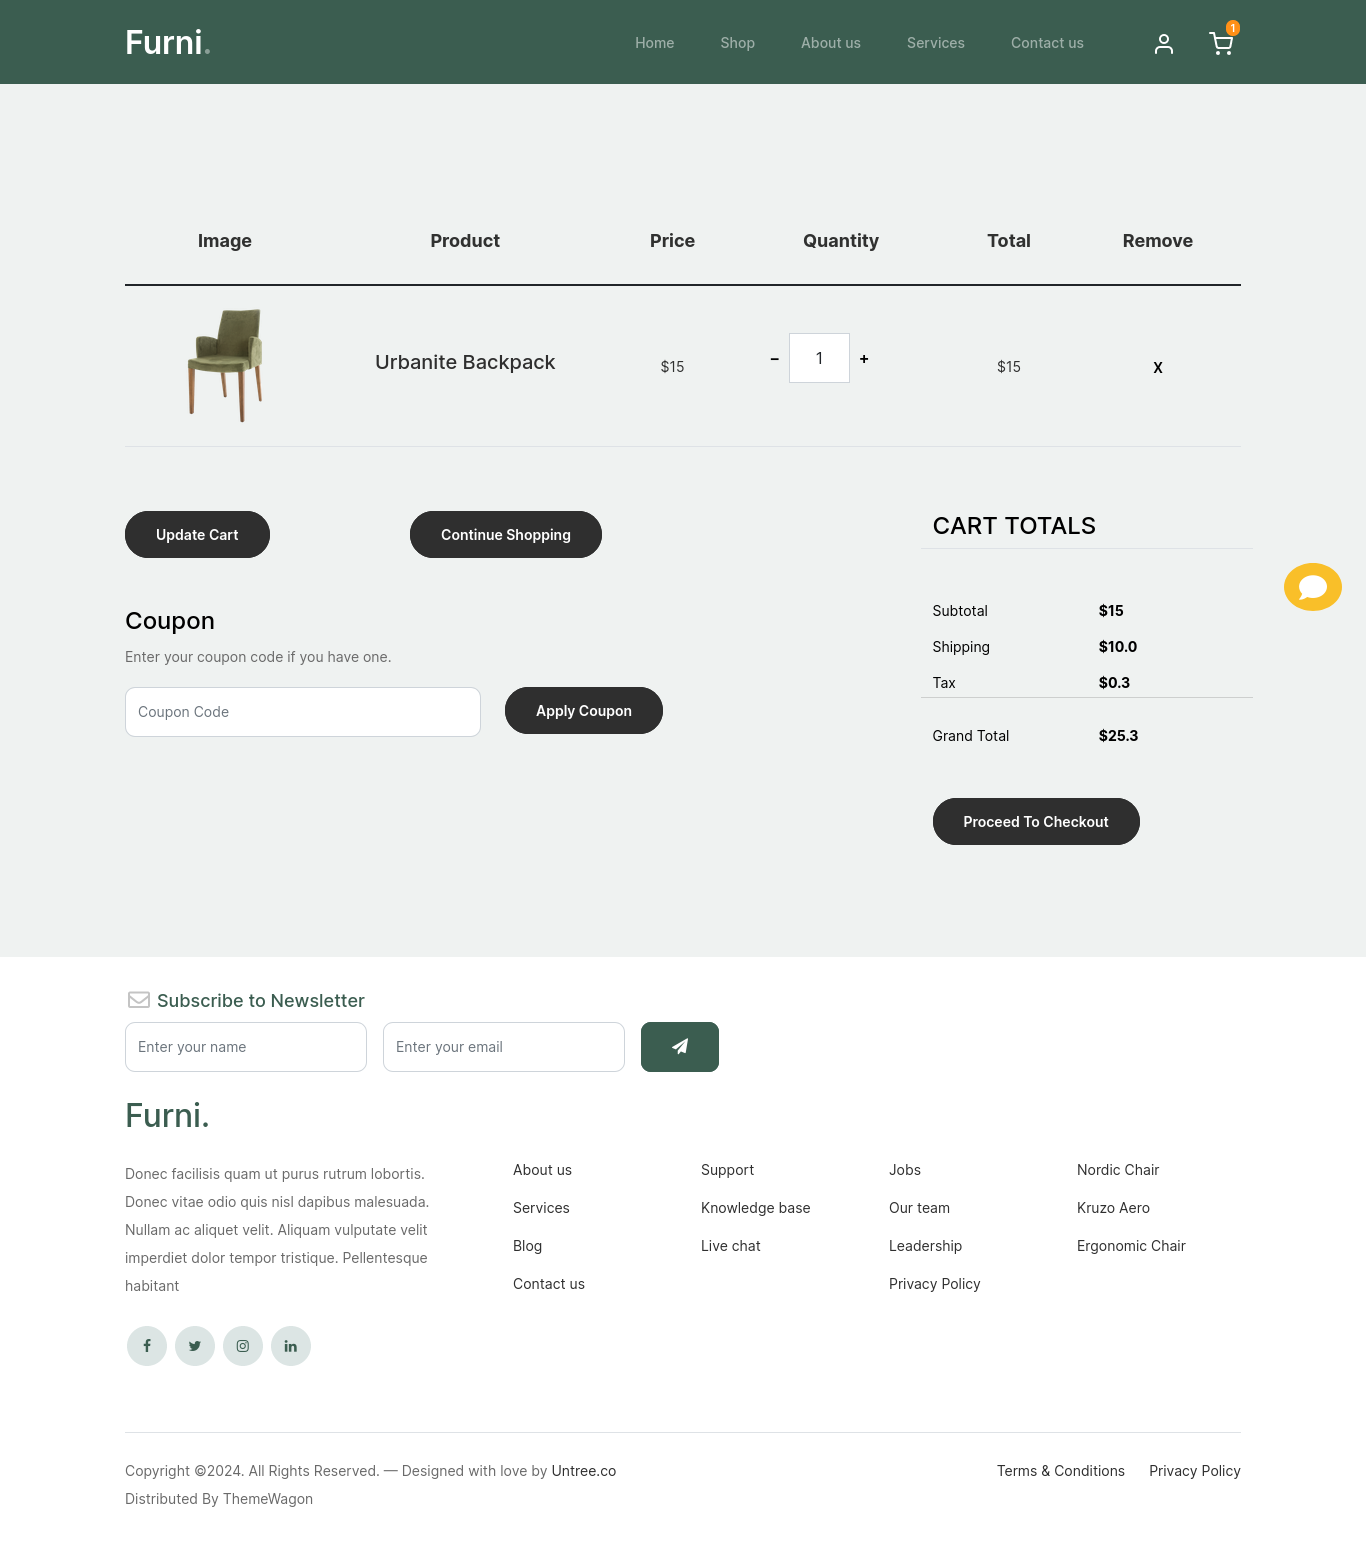 Furni.
Home Shop About us Services Contact us 1
Image Product Price Quantity Total Remove
Urbanite Backpack $15 – 1 + $15 X
Update Cart Continue Shopping
CART TOTALS
Subtotal $15
Shipping $10.0
Tax $0.3
Grand Total $25.3
Proceed To Checkout
Coupon
Enter your coupon code if you have one.
Coupon Code Apply Coupon
Subscribe to Newsletter
Enter your name Enter your email
Furni.
Donec facilisis quam ut purus rutrum lobortis.
Donec vitae odio quis nisl dapibus malesuada.
Nullam ac aliquet velit. Aliquam vulputate velit
imperdiet dolor tempor tristique. Pellentesque
habitant
About us
Services
Blog
Contact us
Support
Knowledge base
Live chat
Jobs
Our team
Leadership
Privacy Policy
Nordic Chair
Kruzo Aero
Ergonomic Chair
Copyright ©2024. All Rights Reserved. — Designed with love by Untree.co
Distributed By ThemeWagon
Terms & Conditions Privacy Policy